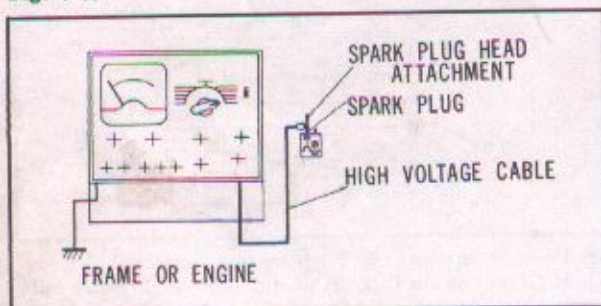 SPARK PLUG HEAD
ATTACHMENT
SPARK PLUG
HIGH VOLTAGE CABLE
FRAME OR ENGINE